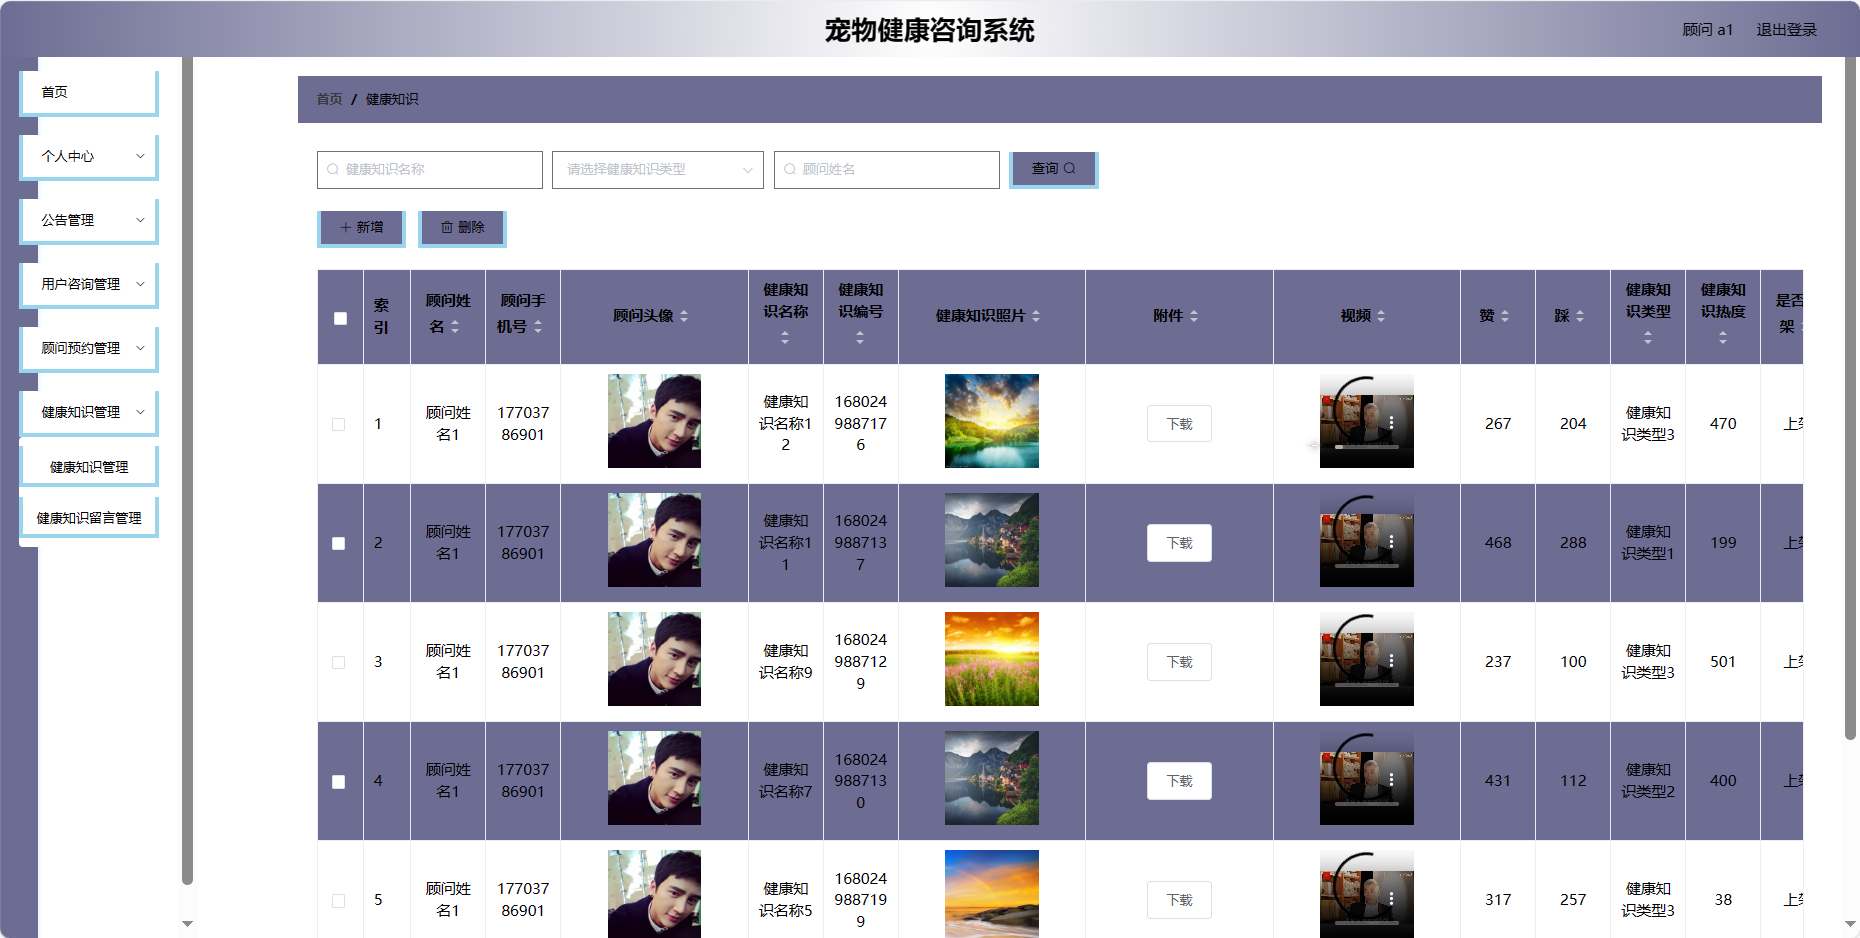 宠物健康咨询系统
顾问 a1
退出登录
首页
个人中心
公告管理
用户咨询管理
顾问预约管理
健康知识管理
健康知识管理
健康知识留言管理
首页 / 健康知识
健康知识名称
请选择健康知识类型
顾问姓名
查询
新增
删除
索引
顾问姓名
顾问手机号
顾问头像
健康知识名称
健康知识编号
健康知识照片
附件
视频
赞
踩
健康知识类型
健康知识热度
是否
架
1
顾问姓名1
17703786901
健康知识名称12
1680249887176
下载
267
204
健康知识类型3
470
上
2
顾问姓名1
17703786901
健康知识名称11
1680249887137
下载
468
288
健康知识类型1
199
上
3
顾问姓名1
17703786901
健康知识名称9
1680249887129
下载
237
100
健康知识类型3
501
上
4
顾问姓名1
17703786901
健康知识名称7
1680249887130
下载
431
112
健康知识类型2
400
上
5
顾问姓名1
17703786901
健康知识名称5
1680249887199
下载
317
257
健康知识类型3
38
上